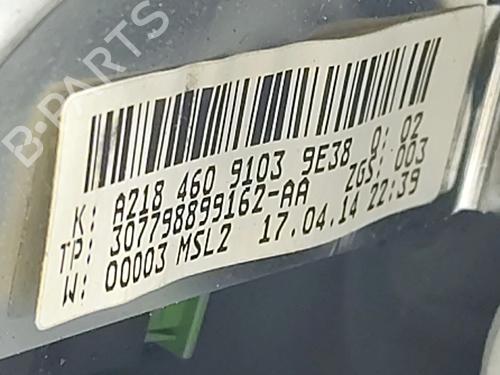 B-PARTS
K: A218 460 9103 9E38 Q: 02
TP: 307798899162-AA ZGS: 003
W: 00003 MSL2 17.04.14 22:39